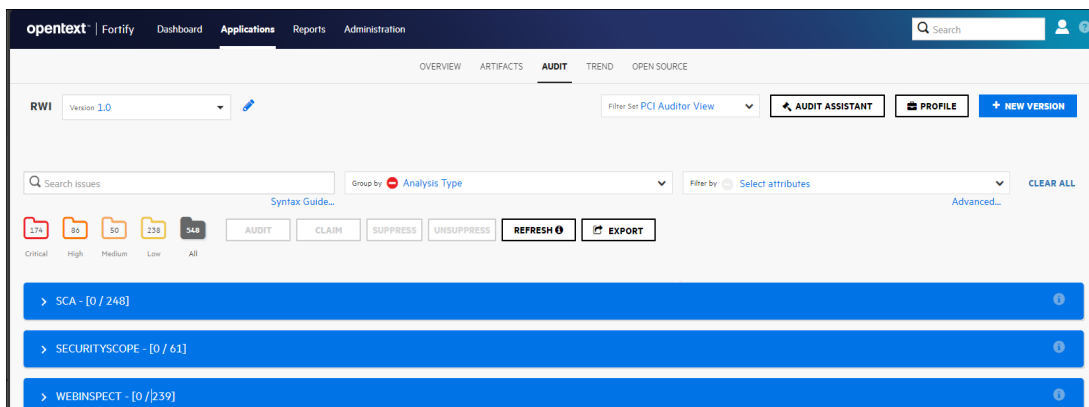 opentext™ | Fortify Dashboard Applications Reports Administration Search
OVERVIEW ARTIFACTS AUDIT TREND OPEN SOURCE
RWI Version 1.0 Filter Set PCI Auditor View AUDIT ASSISTANT PROFILE + NEW VERSION
Search issues Group by Analysis Type Filter by Select attributes CLEAR ALL
Syntax Guide... Advanced...
174 86 50 238 548 AUDIT CLAIM SUPPRESS UNSUPPRESS REFRESH EXPORT
Critical High Medium Low All
SCA - [0 / 248]
SECURITYSCOPE - [0 / 61]
WEBINSPECT - [0 / 239]